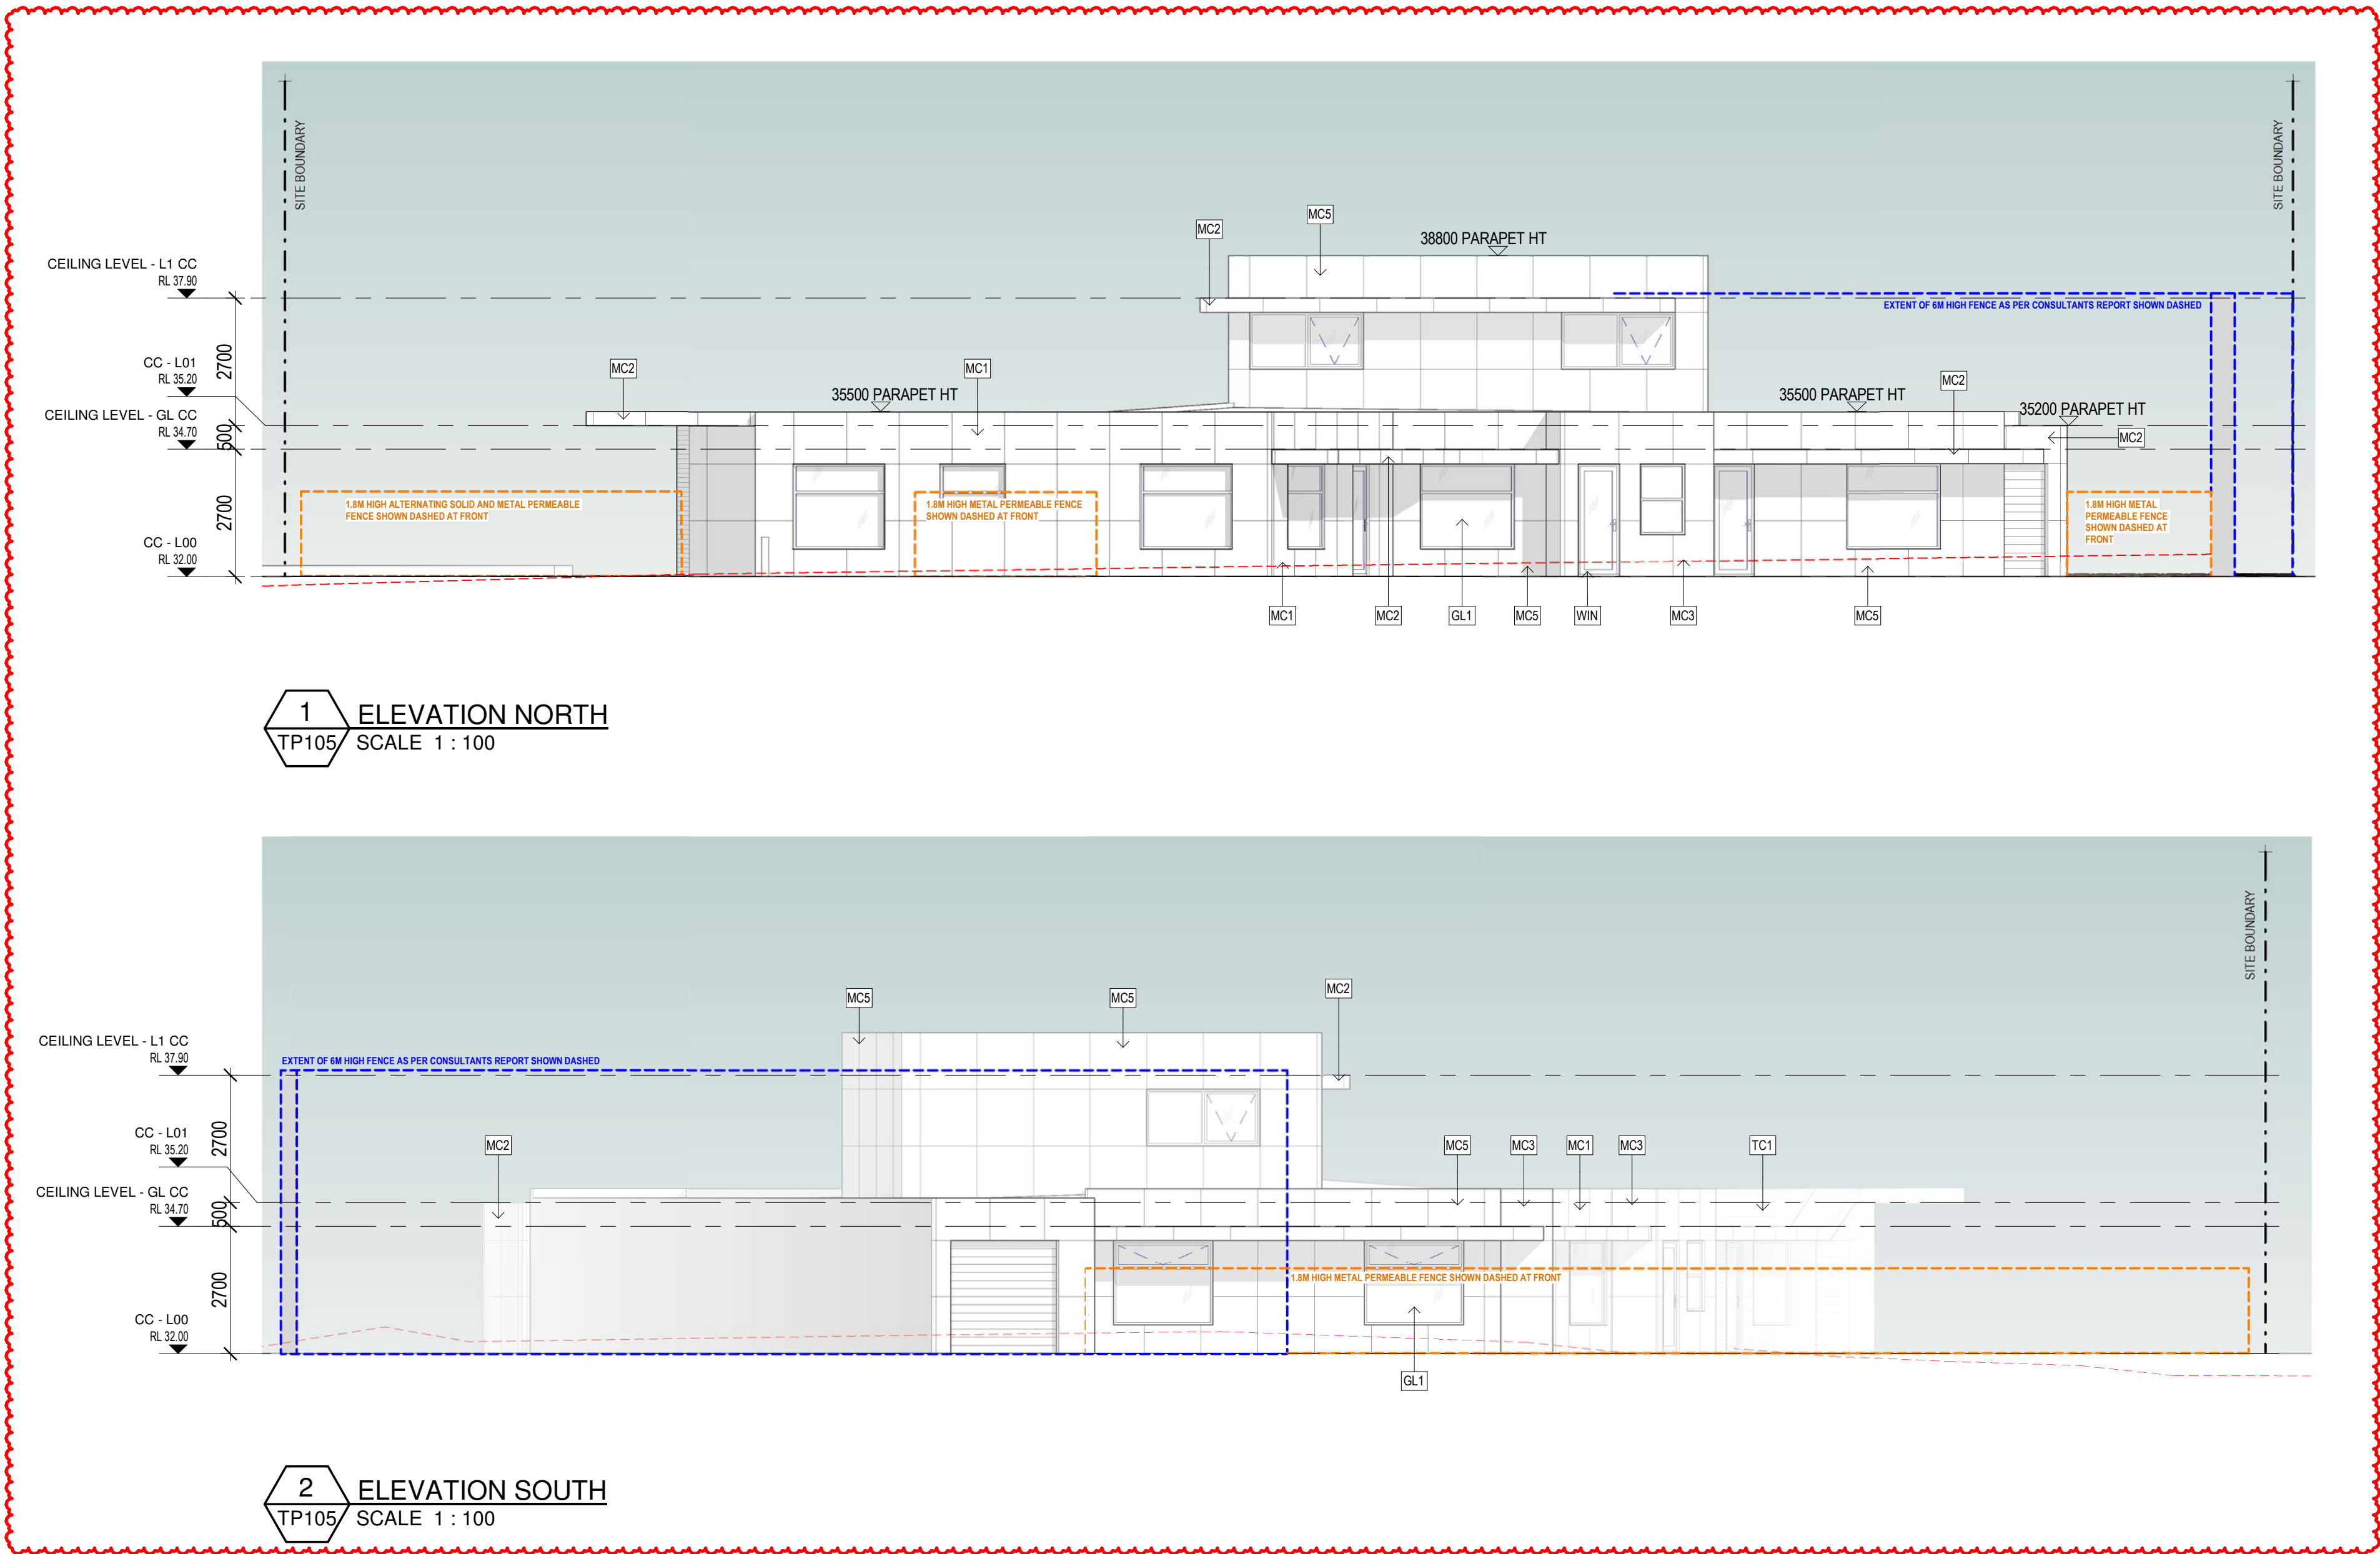 SITE BOUNDARY
SITE BOUNDARY
MC5
MC2
38800 PARAPET HT
CEILING LEVEL - L1 CC
RL 37.90
EXTENT OF 6M HIGH FENCE AS PER CONSULTANTS REPORT SHOWN DASHED
2700
CC - L01
RL 35.20
MC2
MC1
MC2
35500 PARAPET HT
35500 PARAPET HT
35200 PARAPET HT
CEILING LEVEL - GL CC
RL 34.70
500
MC2
2700
1.8M HIGH ALTERNATING SOLID AND METAL PERMEABLE
FENCE SHOWN DASHED AT FRONT
1.8M HIGH METAL PERMEABLE FENCE
SHOWN DASHED AT FRONT
1.8M HIGH METAL
PERMEABLE FENCE
SHOWN DASHED AT
FRONT
CC - L00
RL 32.00
MC1
MC2
GL1
MC5
WIN
MC3
MC5
1
ELEVATION NORTH
TP105
SCALE 1 : 100
SITE BOUNDARY
MC5
MC5
MC2
CEILING LEVEL - L1 CC
RL 37.90
EXTENT OF 6M HIGH FENCE AS PER CONSULTANTS REPORT SHOWN DASHED
2700
CC - L01
RL 35.20
MC2
MC5
MC3
MC1
MC3
TC1
CEILING LEVEL - GL CC
RL 34.70
500
2700
1.8M HIGH METAL PERMEABLE FENCE SHOWN DASHED AT FRONT
CC - L00
RL 32.00
GL1
2
ELEVATION SOUTH
TP105
SCALE 1 : 100